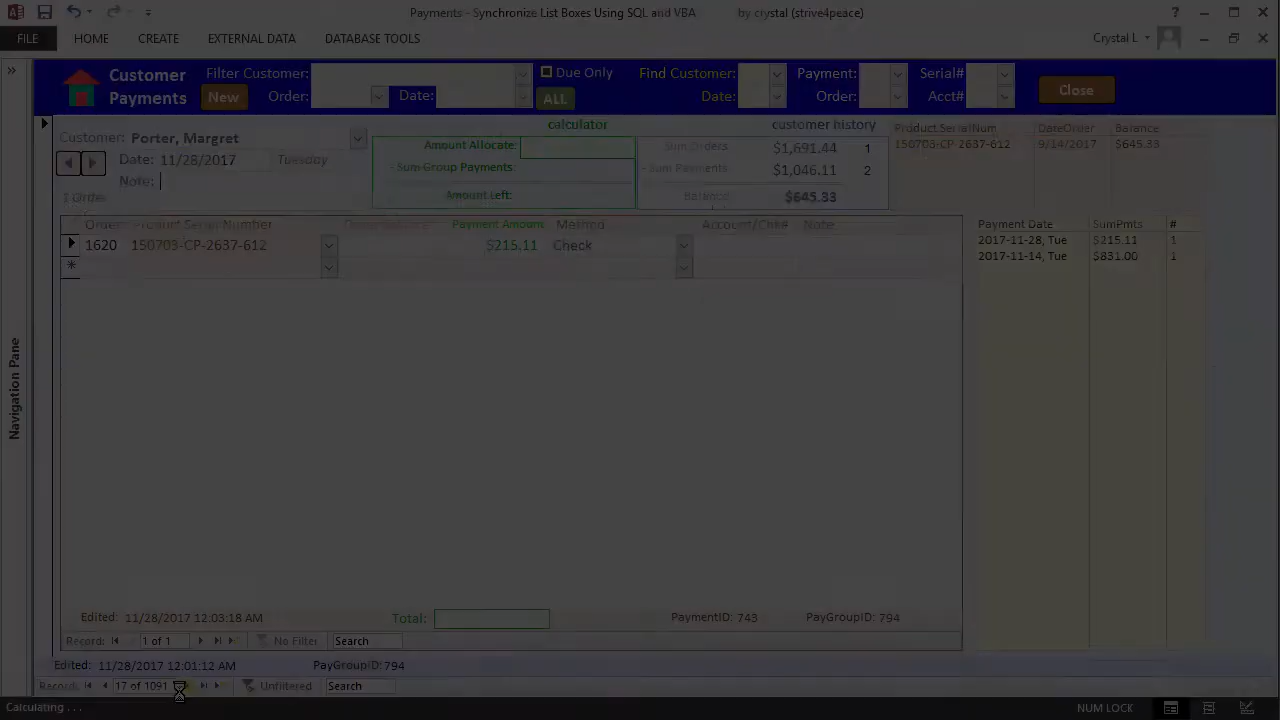 Payments - Synchronize List Boxes Using SQL and VBA by crystal (strive4peace)
?
FILE HOME CREATE EXTERNAL DATA DATABASE TOOLS Crystal L
Customer Payments
New
Filter Customer: Due Only
Order: Date: ALL
Find Customer: Payment: Serial#
Date: Order: Acct#
Close
Customer: Porter, Margret
Date: 11/28/2017 Tuesday
Note:
1 Order
calculator
Amount Allocate:
- Sum Group Payments:
Amount Left:
customer history
Sum Orders $1,691.44 1
- Sum Payments $1,046.11 2
Balance $645.33
Product SerialNum DateOrder Balance
150703-CP-2637-612 9/14/2017 $645.33
Order Product Serial Number Payment Amount Method Account/Chk# Note
1620 150703-CP-2637-612 $215.11 Check
Payment Date SumPmts #
2017-11-28, Tue $215.11 1
2017-11-14, Tue $831.00 1
Navigation Pane
Edited: 11/28/2017 12:03:18 AM Total: PaymentID: 743 PayGroupID: 794
Record: 1 of 1 No Filter Search
Edited: 11/28/2017 12:01:12 AM PayGroupID: 794
Record: 17 of 1091 Unfiltered Search
Calculating . . . NUM LOCK